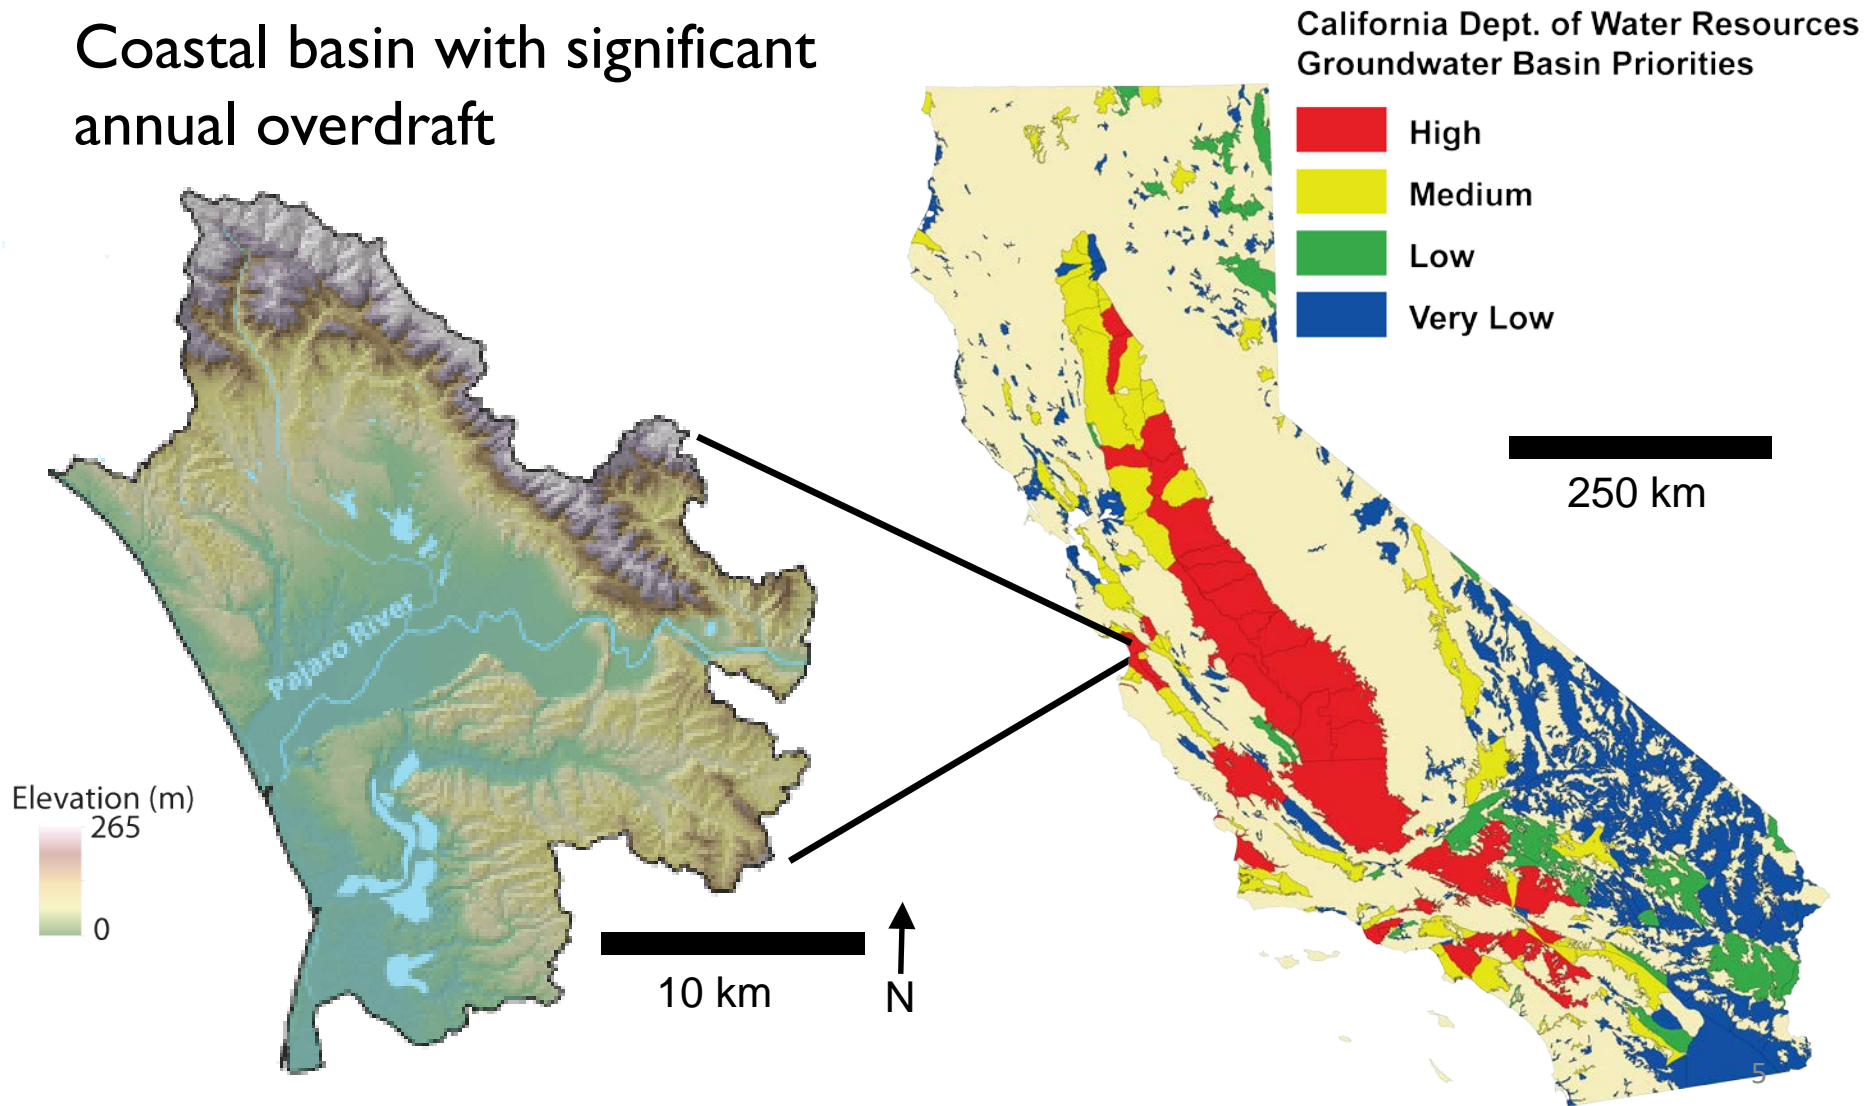 Coastal basin with significant
annual overdraft
California Dept. of Water Resources
Groundwater Basin Priorities
High
Medium
Low
Very Low
250 km
Pajaro River
Elevation (m)
265
0
10 km
N
5